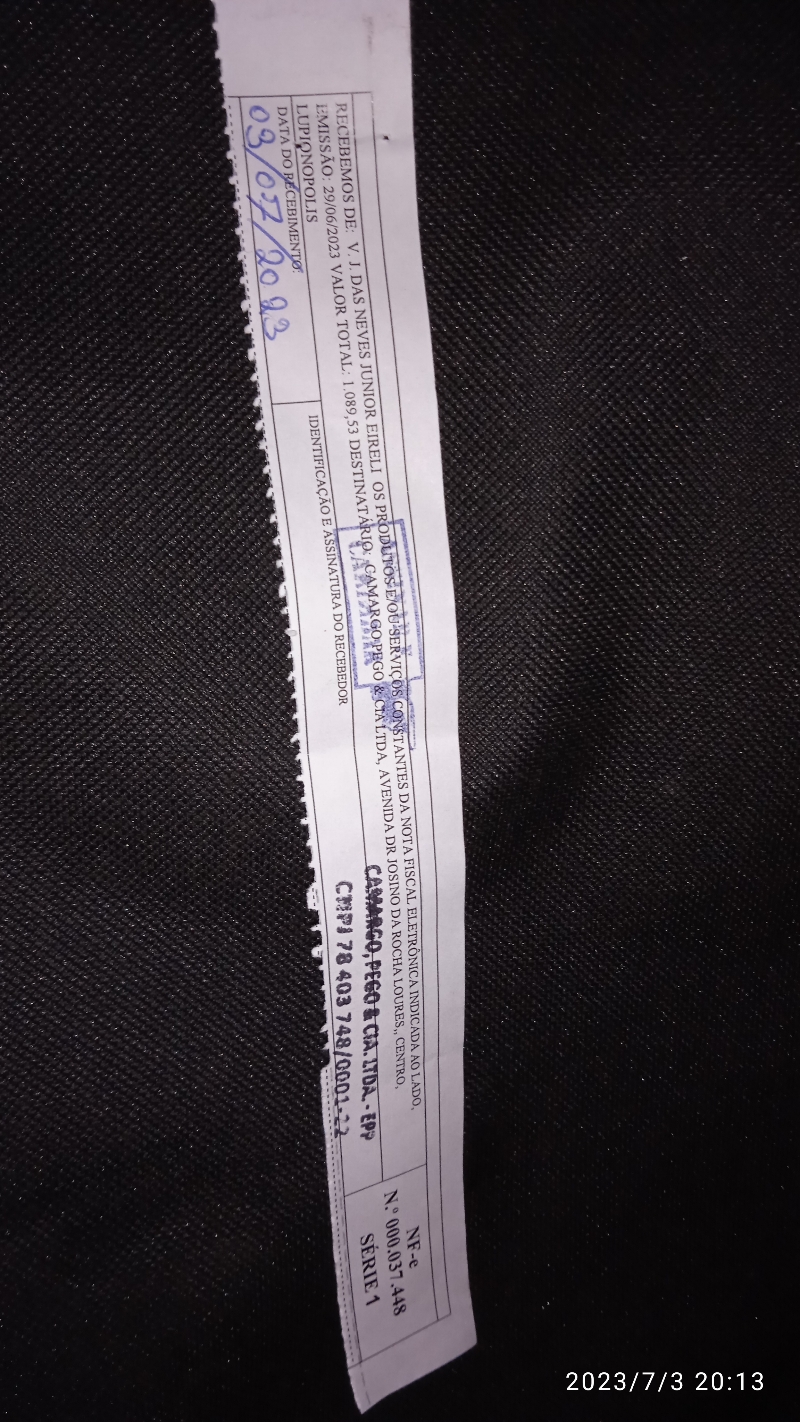 RECEBEMOS DE: V. J. DAS NEVES JUNIOR EIRELI OS PRODUTOS E/OU SERVIÇOS CONSTANTES DA NOTA FISCAL ELETRÔNICA INDICADA AO LADO,
EMISSÃO: 29/06/2023 VALOR TOTAL: 1.089,53 DESTINATÁRIO: CAMARGO PEGO & CIA LTDA, AVENIDA DR JOSINO DA ROCHA LOURES,, CENTRO,
LUPIONOPOLIS
DATA DO RECEBIMENTO:
03/07/2023
IDENTIFICAÇÃO E ASSINATURA DO RECEBEDOR
CAMARGO, PEGO & CIA. LTDA. - EPP
CNPJ 78 403 748/0001-22
NF-e
N.º 000.037.448
SÉRIE 1
2023/7/3 20:13